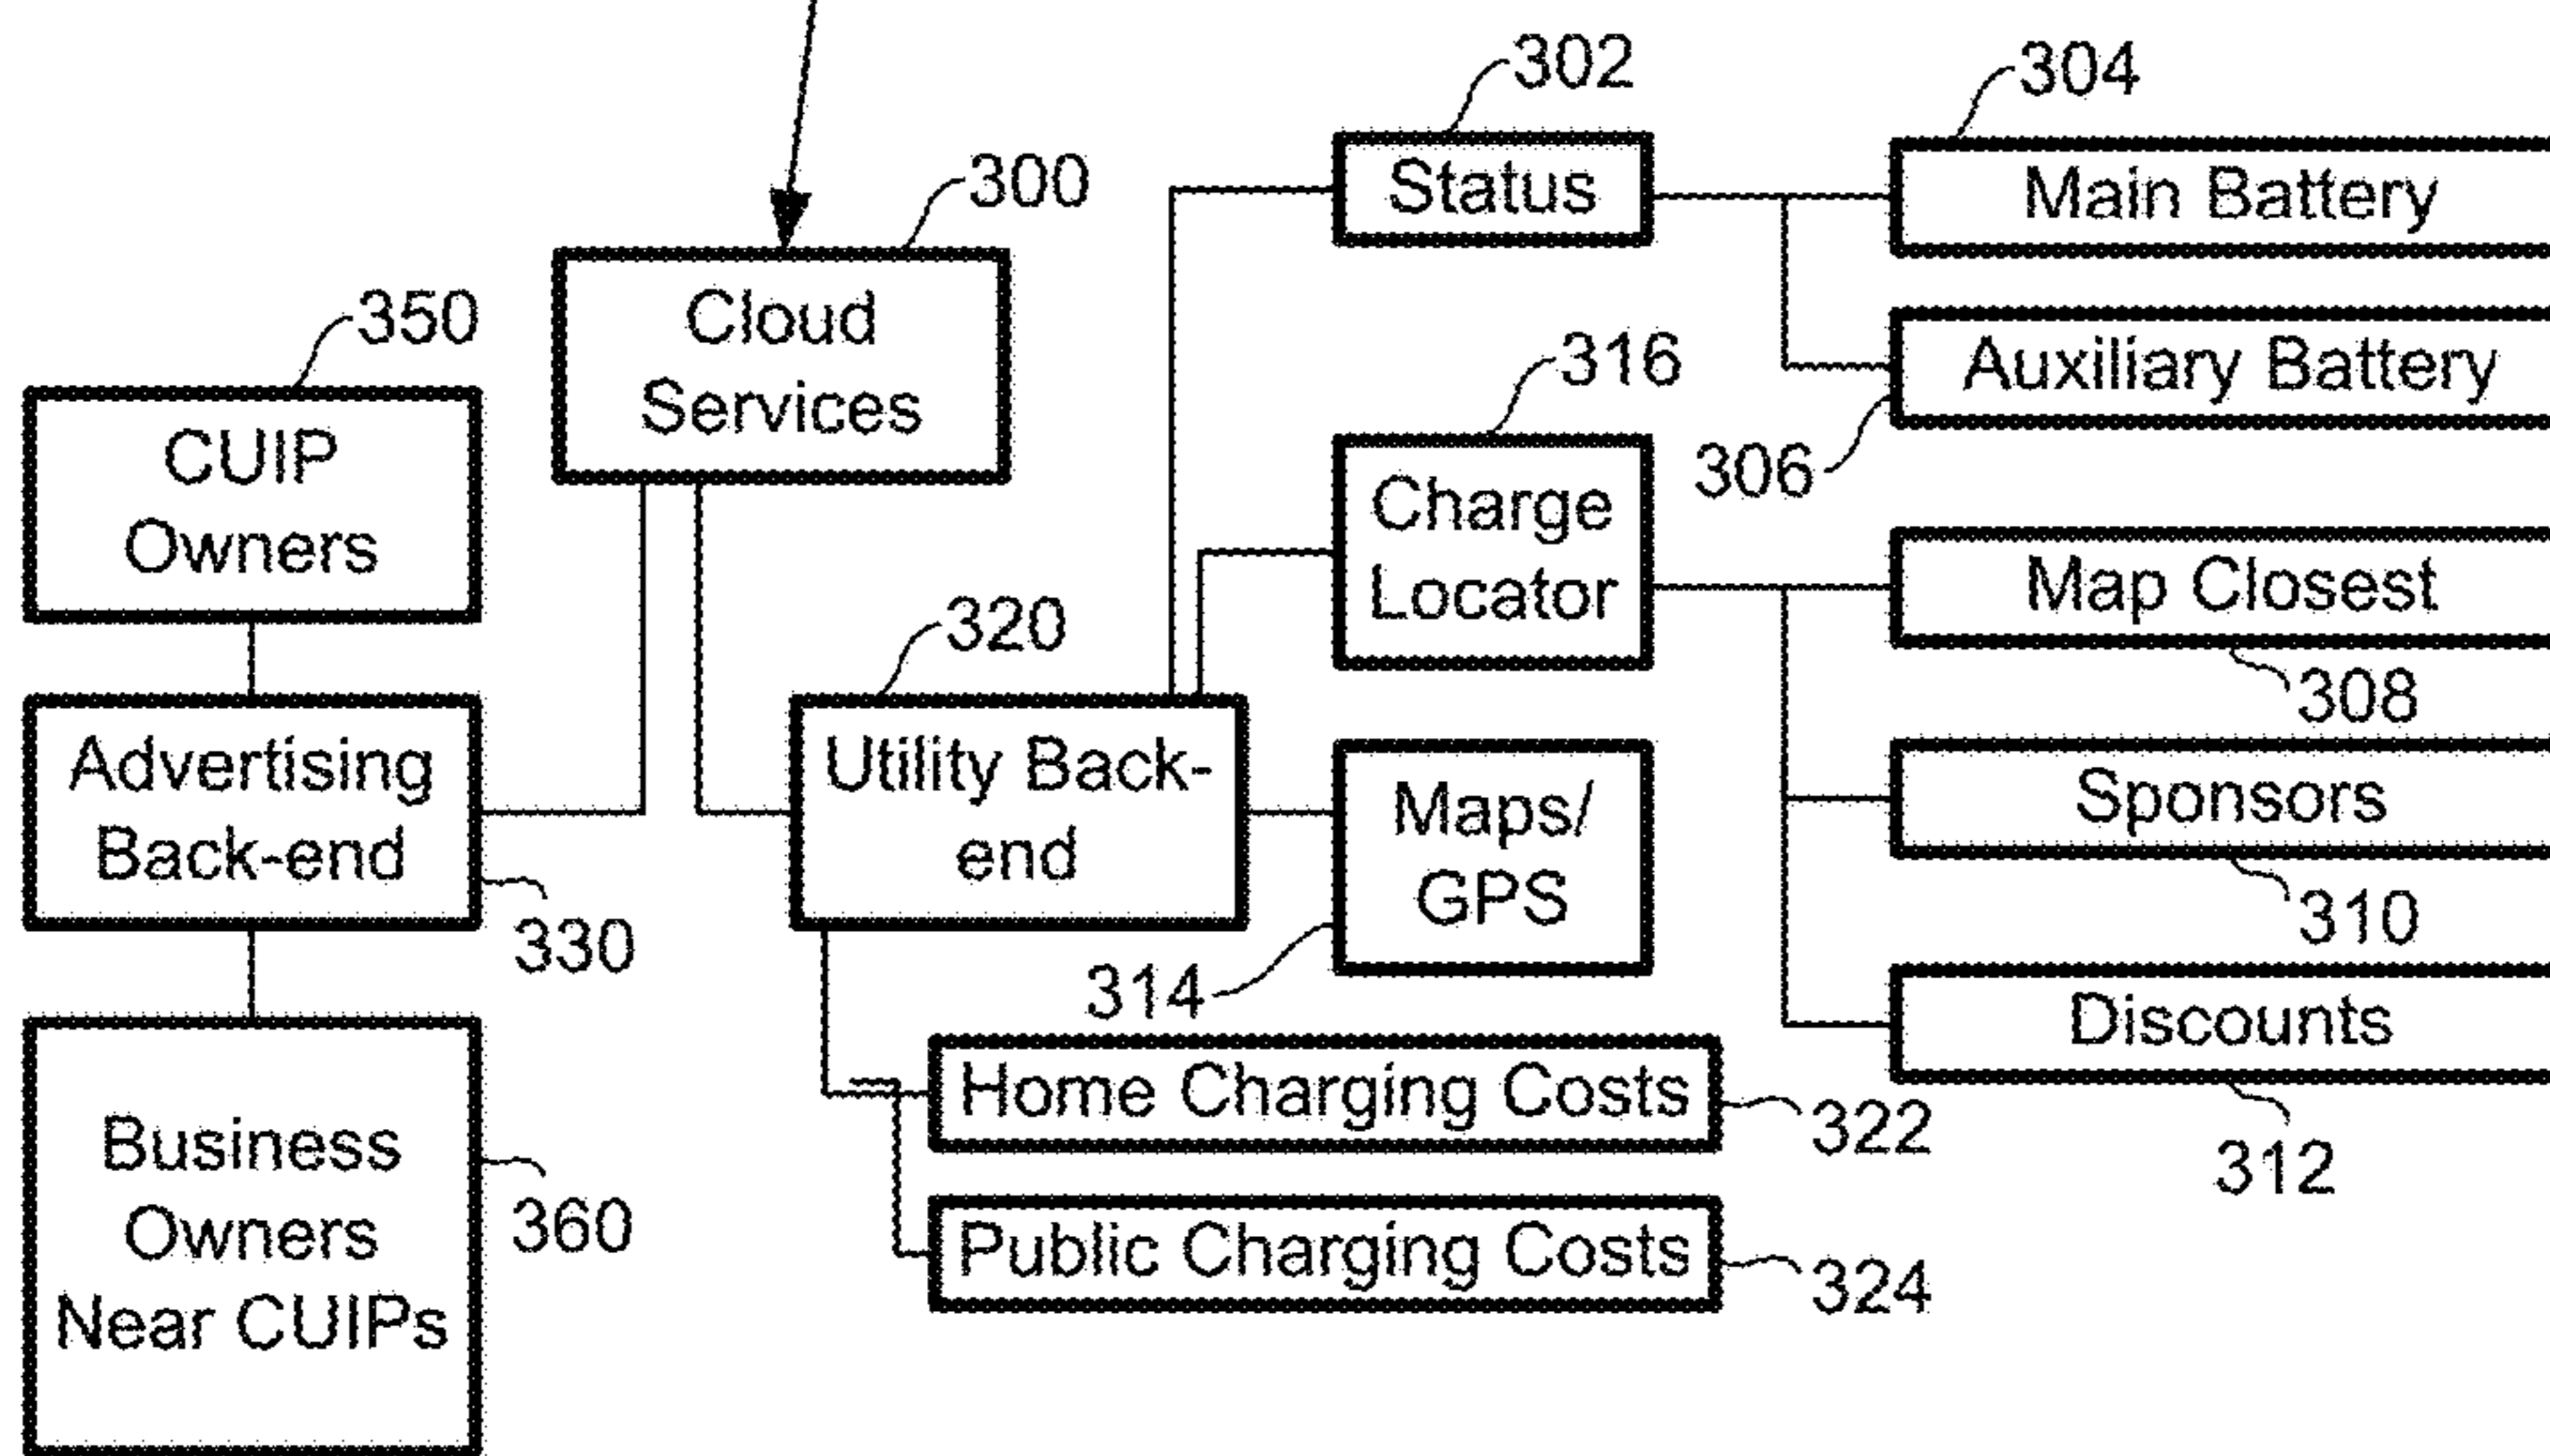 302
304
Status
Main Battery
300
Cloud
Services
350
CUIP
Owners
316
Auxiliary Battery
306
Charge
Locator
Map Closest
308
320
Advertising
Back-end
330
Utility Back-
end
Maps/
GPS
314
Sponsors
310
Discounts
312
Home Charging Costs
322
Public Charging Costs
324
Business
Owners
Near CUIPs
360